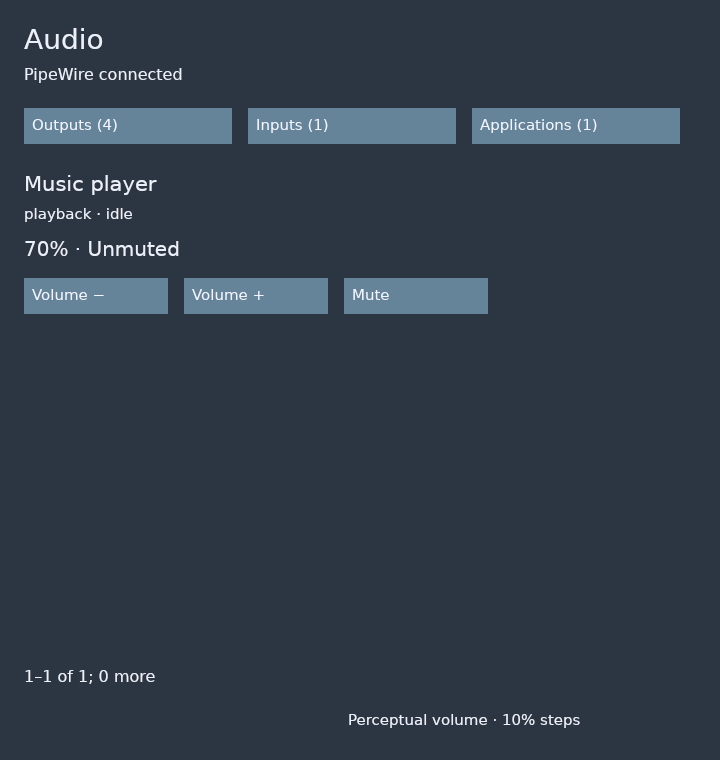 Audio
PipeWire connected
Outputs (4) Inputs (1) Applications (1)
Music player
playback · idle
70% · Unmuted
Volume − Volume + Mute
1–1 of 1; 0 more
Perceptual volume · 10% steps